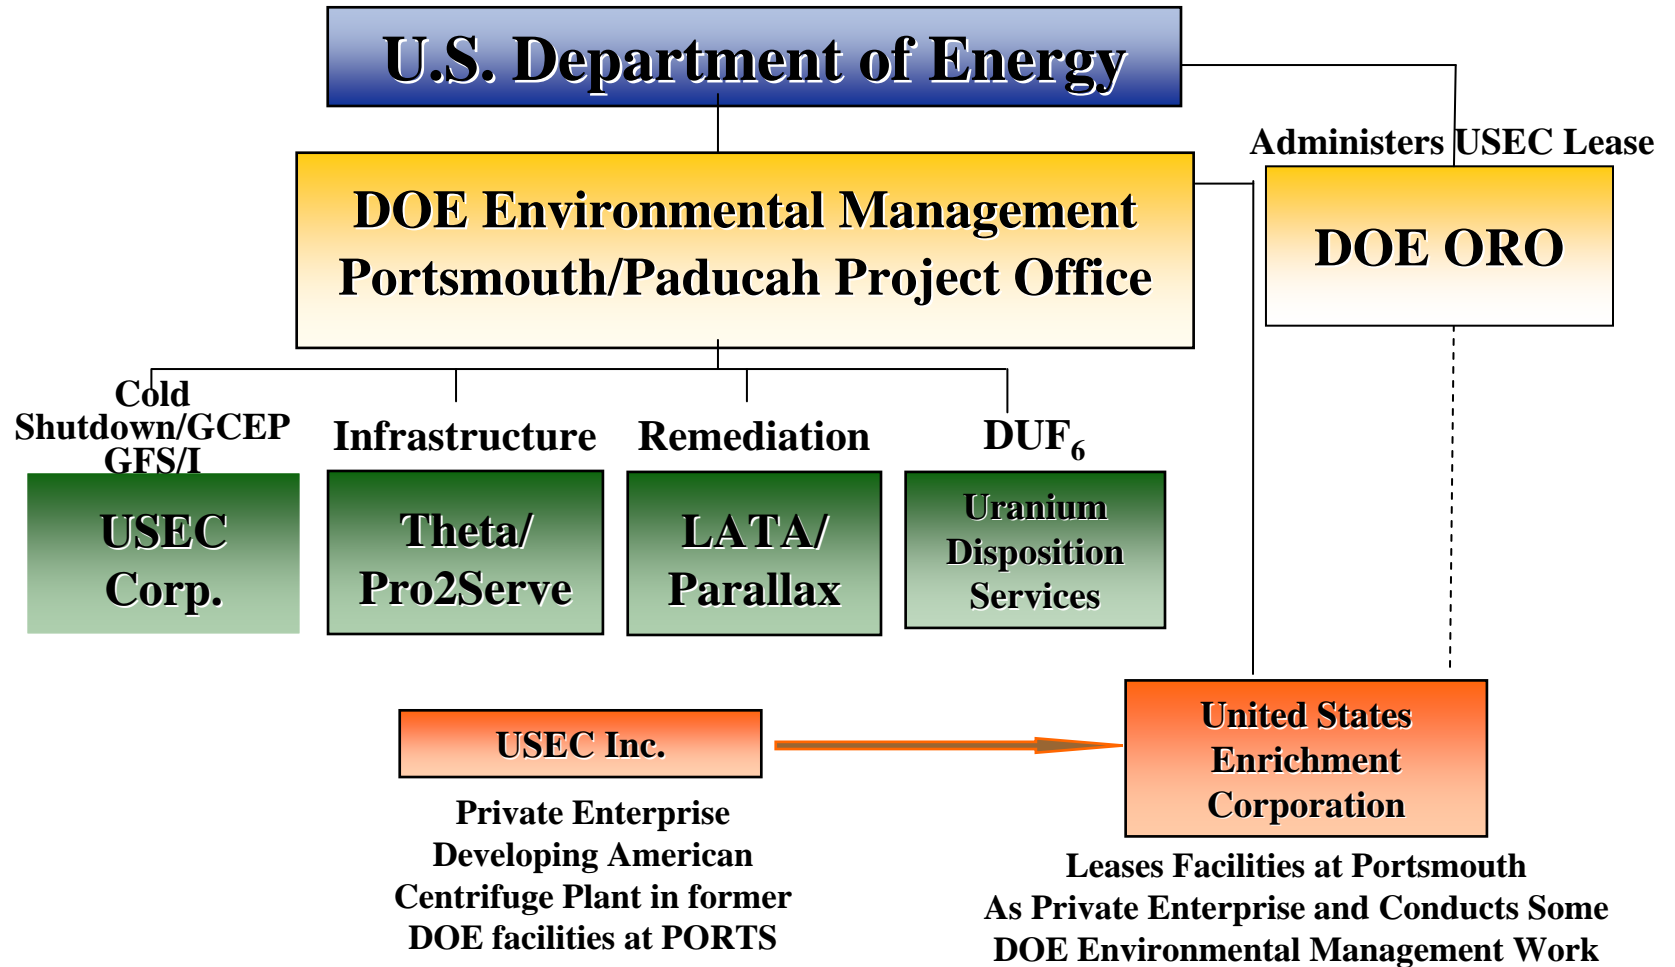 U.S. Department of Energy
Administers USEC Lease
DOE Environmental Management
Portsmouth/Paducah Project Office
DOE ORO
Cold
Shutdown/GCEP
GFS/I
USEC
Corp.
Infrastructure
Theta/
Pro2Serve
Remediation
LATA/
Parallax
DUF6
Uranium
Disposition
Services
USEC Inc.
Private Enterprise
Developing American
Centrifuge Plant in former
DOE facilities at PORTS
United States
Enrichment
Corporation
Leases Facilities at Portsmouth
As Private Enterprise and Conducts Some
DOE Environmental Management Work